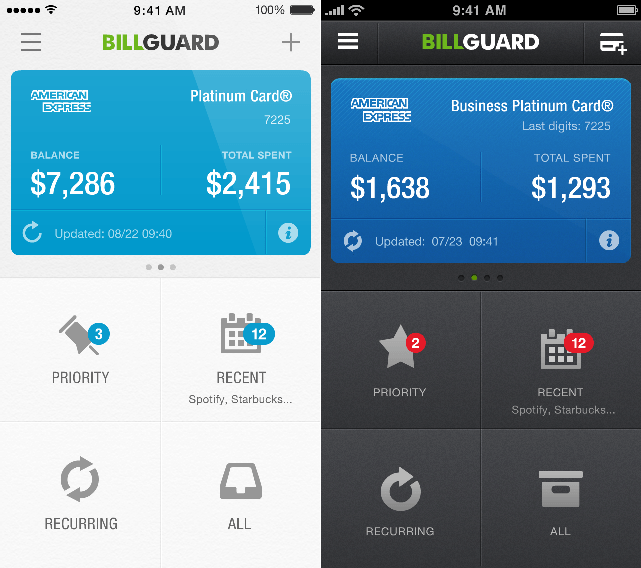 9:41 AM
100%
BILLGUARD
AMERICAN EXPRESS
Platinum Card®
7225
BALANCE
TOTAL SPENT
$7,286
$2,415
Updated: 08/22 09:40
3
PRIORITY
12
RECENT
Spotify, Starbucks...
RECURRING
ALL
9:41 AM
BILLGUARD
AMERICAN EXPRESS
Business Platinum Card®
Last digits: 7225
BALANCE
TOTAL SPENT
$1,638
$1,293
Updated: 07/23 09:41
2
PRIORITY
12
RECENT
Spotify, Starbucks...
RECURRING
ALL